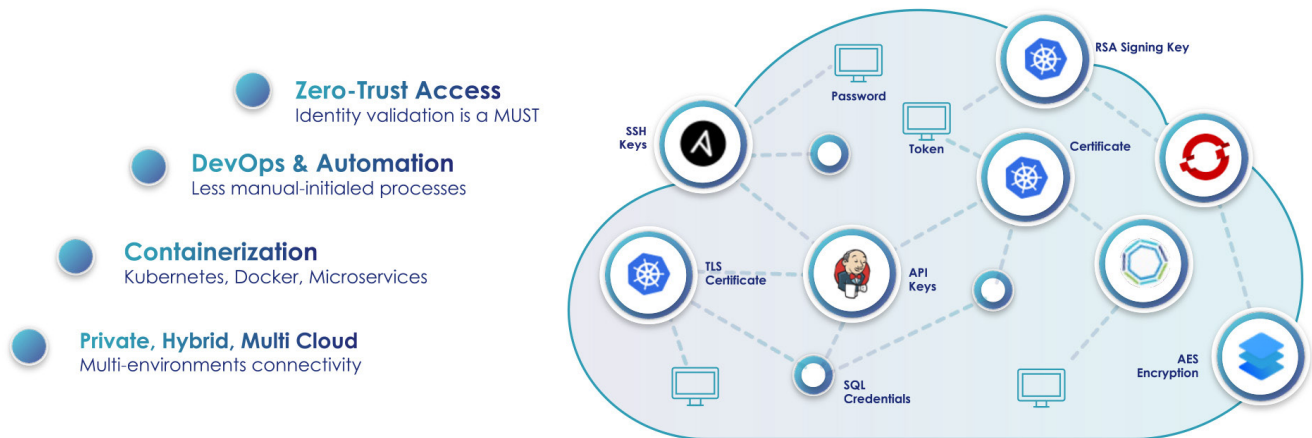 Zero-Trust Access
Identity validation is a MUST
DevOps & Automation
Less manual-initialed processes
Containerization
Kubernetes, Docker, Microservices
Private, Hybrid, Multi Cloud
Multi-environments connectivity
RSA Signing Key
Password
SSH
Keys
Token
Certificate
TLS
Certificate
API
Keys
SQL
Credentials
AES
Encryption